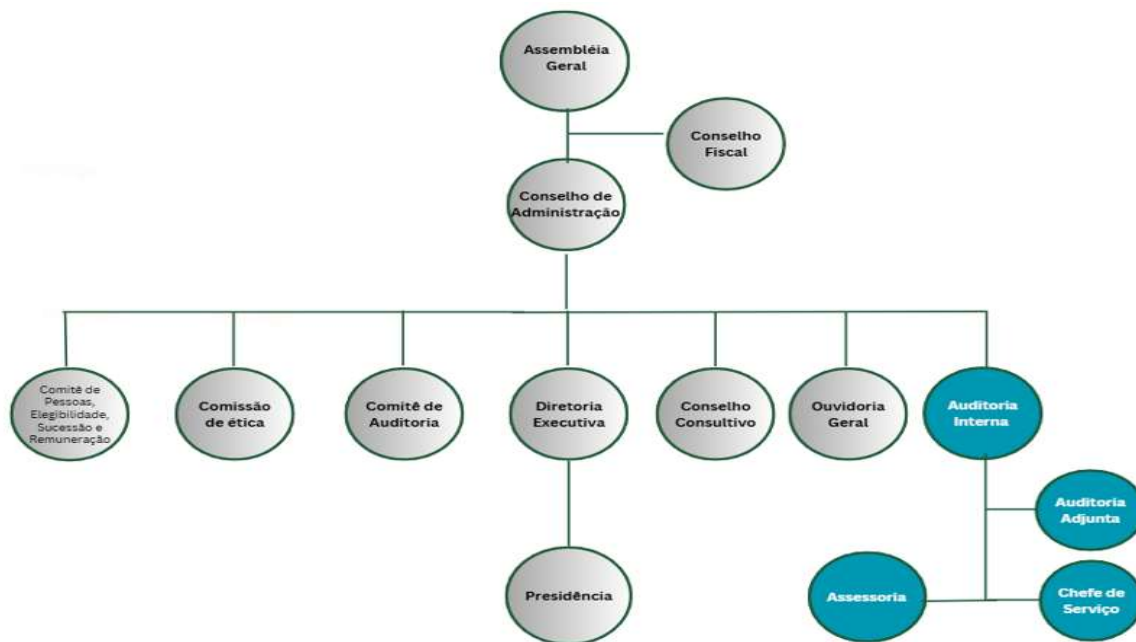 Assembléia
Geral
Conselho
Fiscal
Conselho de
Administração
Comitê de
Pessoas,
Elegibilidade,
Sucessão e
Remuneração
Comissão
de ética
Comitê de
Auditoria
Diretoria
Executiva
Conselho
Consultivo
Ouvidoria
Geral
Auditoria
Interna
Auditoria
Adjunta
Presidência
Assessoria
Chefe de
Serviço